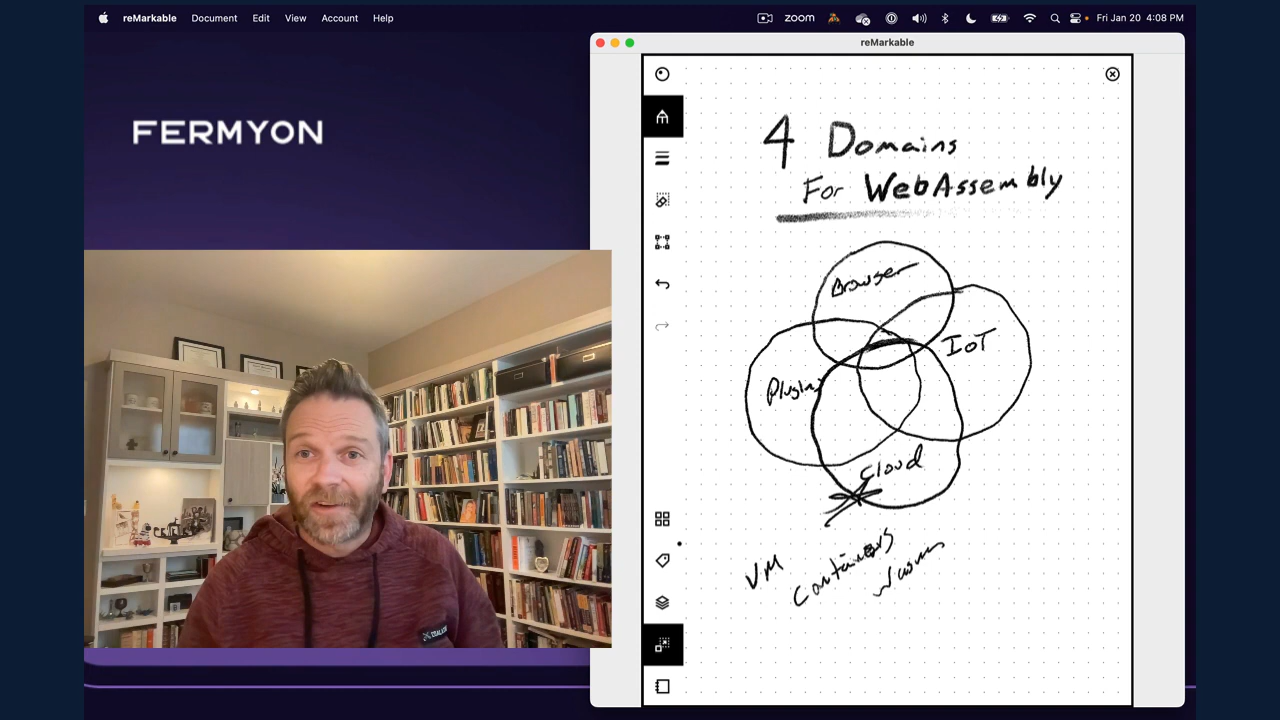 reMarkable Document Edit View Account Help zoom Fri Jan 20 4:08 PM
reMarkable
FERMYON
4 Domains
For WebAssembly
Browser
IoT
Plugins
Cloud
VM
Containers
Wasm